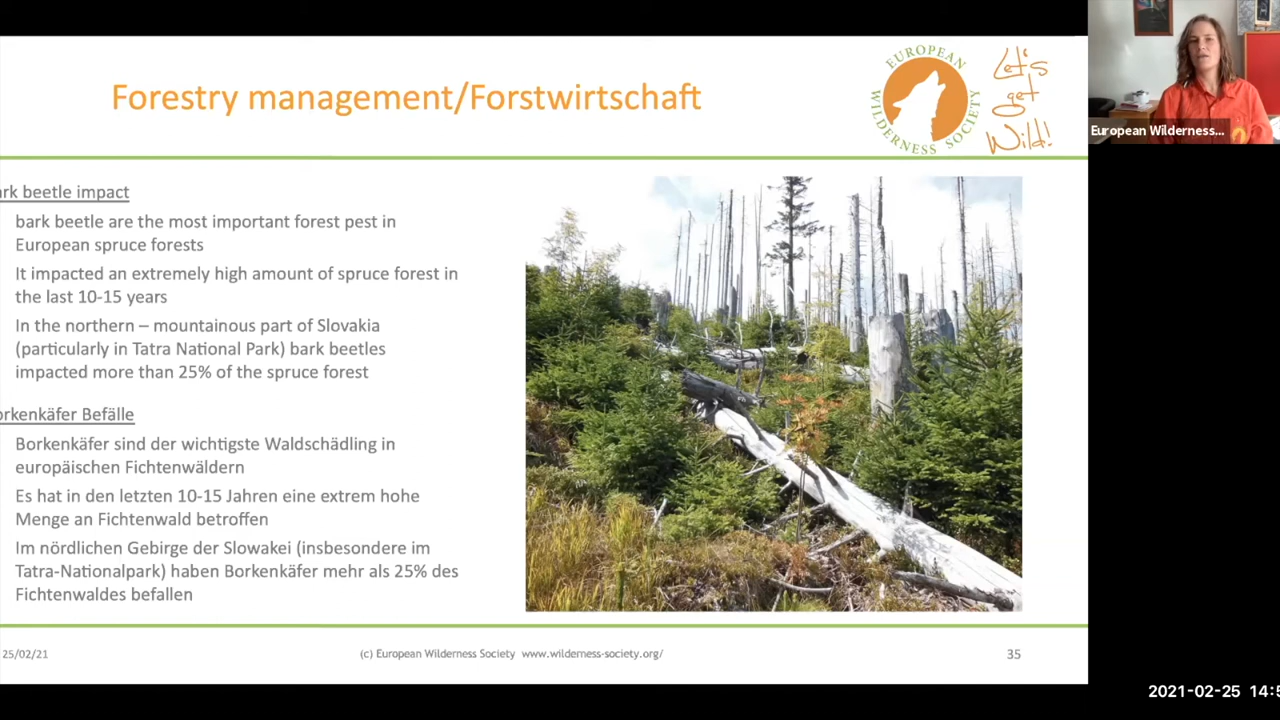 Forestry management/Forstwirtschaft
EUROPEAN WILDERNESS SOCIETY
Let's
get
Wild!
European Wilderness...
ark beetle impact
bark beetle are the most important forest pest in
European spruce forests
It impacted an extremely high amount of spruce forest in
the last 10-15 years
In the northern – mountainous part of Slovakia
(particularly in Tatra National Park) bark beetles
impacted more than 25% of the spruce forest
orkenkäfer Befälle
Borkenkäfer sind der wichtigste Waldschädling in
europäischen Fichtenwäldern
Es hat in den letzten 10-15 Jahren eine extrem hohe
Menge an Fichtenwald betroffen
Im nördlichen Gebirge der Slowakei (insbesondere im
Tatra-Nationalpark) haben Borkenkäfer mehr als 25% des
Fichtenwaldes befallen
25/02/21
(c) European Wilderness Society www.wilderness-society.org/
35
2021-02-25 14:5